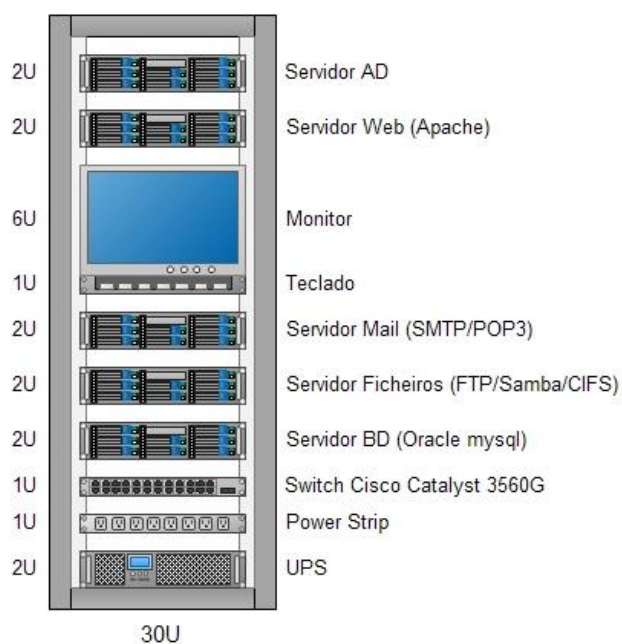 2U Servidor AD
2U Servidor Web (Apache)
6U Monitor
1U Teclado
2U Servidor Mail (SMTP/POP3)
2U Servidor Ficheiros (FTP/Samba/CIFS)
2U Servidor BD (Oracle mysql)
1U Switch Cisco Catalyst 3560G
1U Power Strip
2U UPS
30U